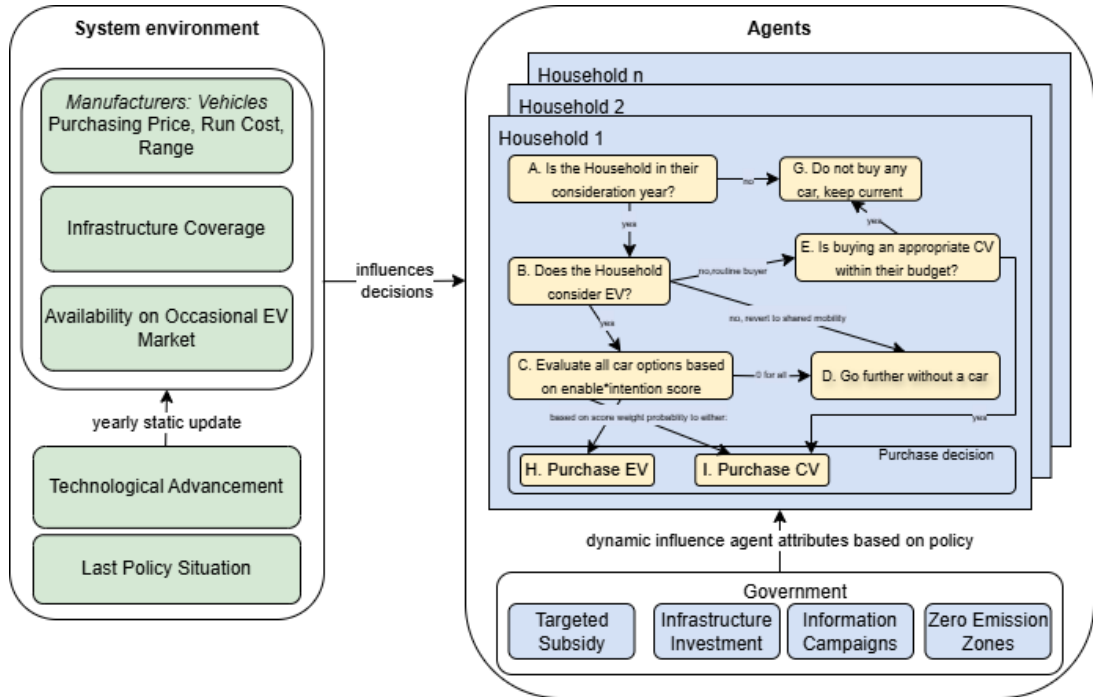 System environment
Manufacturers: Vehicles
Purchasing Price, Run Cost,
Range
Infrastructure Coverage
Availability on Occasional EV
Market
yearly static update
Technological Advancement
Last Policy Situation
influences
decisions
Agents
Household n
Household 2
Household 1
A. Is the Household in their
consideration year?
no
G. Do not buy any
car, keep current
yes
yes
E. Is buying an appropriate CV
within their budget?
B. Does the Household
consider EV?
no,routine buyer
yes
no, revert to shared mobility
C. Evaluate all car options based
on enable*intention score
0 for all
D. Go further without a car
based on score weight probablity to either:
yes
Purchase decision
H. Purchase EV
I. Purchase CV
dynamic influence agent attributes based on policy
Government
Targeted
Subsidy
Infrastructure
Investment
Information
Campaigns
Zero Emission
Zones